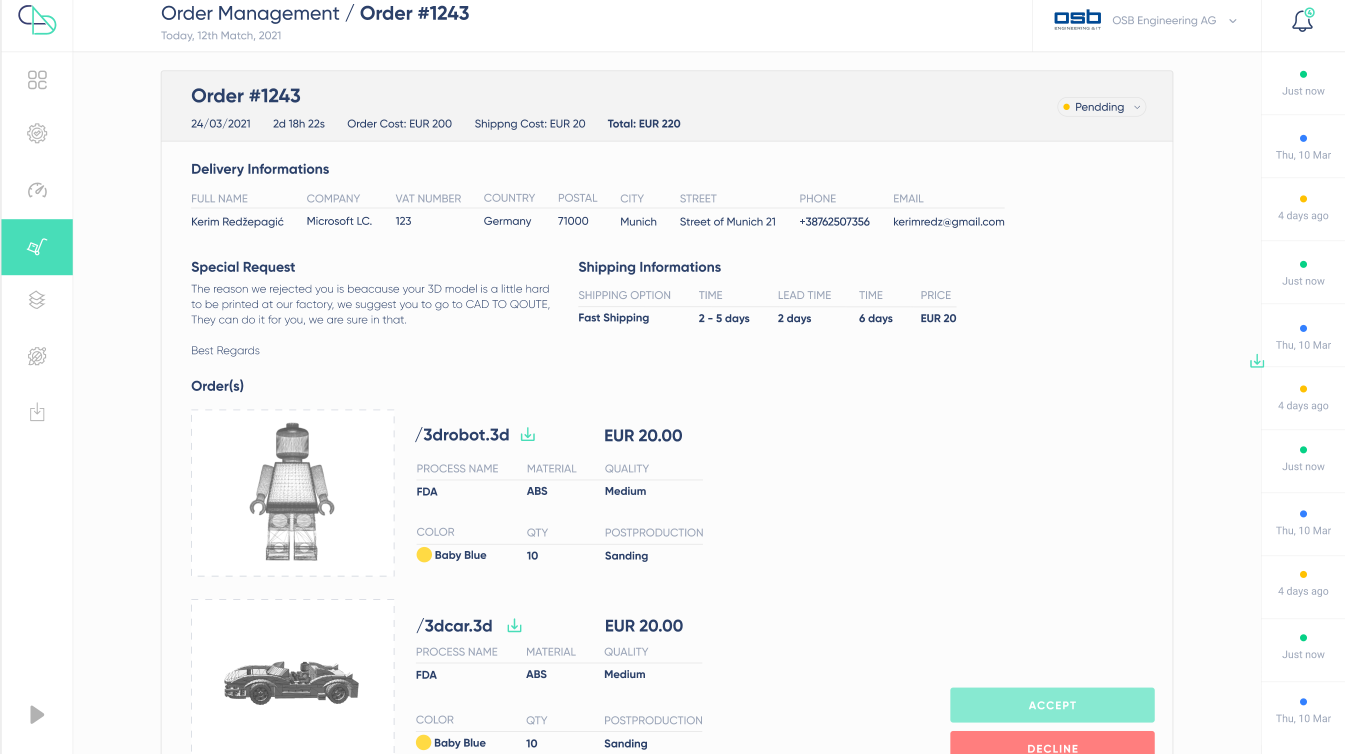 Order Management / Order #1243
Today, 12th Match, 2021
osb
ENGINEERING & IT
OSB Engineering AG
4
Order #1243
Pendding
24/03/2021 2d 18h 22s Order Cost: EUR 200 Shippng Cost: EUR 20 Total: EUR 220
Delivery Informations
FULL NAME COMPANY VAT NUMBER COUNTRY POSTAL CITY STREET PHONE EMAIL
Kerim Redžepagić Microsoft LC. 123 Germany 71000 Munich Street of Munich 21 +38762507356 kerimredz@gmail.com
Special Request
The reason we rejected you is beacause your 3D model is a little hard
to be printed at our factory, we suggest you to go to CAD TO QOUTE,
They can do it for you, we are sure in that.
Best Regards
Shipping Informations
SHIPPING OPTION TIME LEAD TIME TIME PRICE
Fast Shipping 2 - 5 days 2 days 6 days EUR 20
Order(s)
/3drobot.3d EUR 20.00
PROCESS NAME MATERIAL QUALITY
FDA ABS Medium
COLOR QTY POSTPRODUCTION
Baby Blue 10 Sanding
/3dcar.3d EUR 20.00
PROCESS NAME MATERIAL QUALITY
FDA ABS Medium
COLOR QTY POSTPRODUCTION
Baby Blue 10 Sanding
ACCEPT
DECLINE
Just now
Thu, 10 Mar
4 days ago
Just now
Thu, 10 Mar
4 days ago
Just now
Thu, 10 Mar
4 days ago
Just now
Thu, 10 Mar